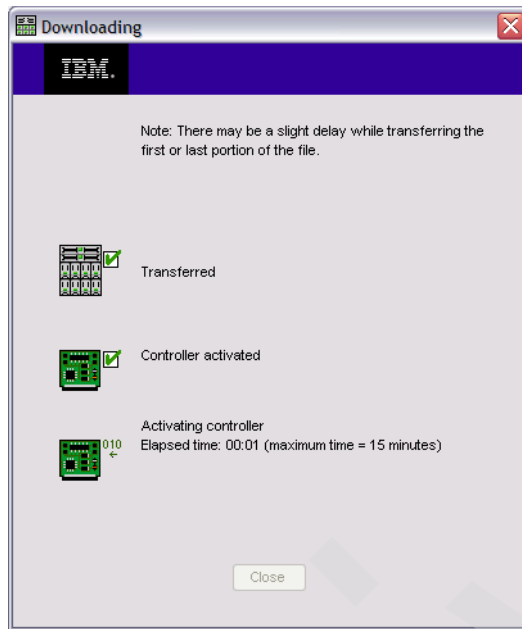 Downloading
IBM.
Note: There may be a slight delay while transferring the
first or last portion of the file.
Transferred
Controller activated
Activating controller
010
Elapsed time: 00:01 (maximum time = 15 minutes)
Close